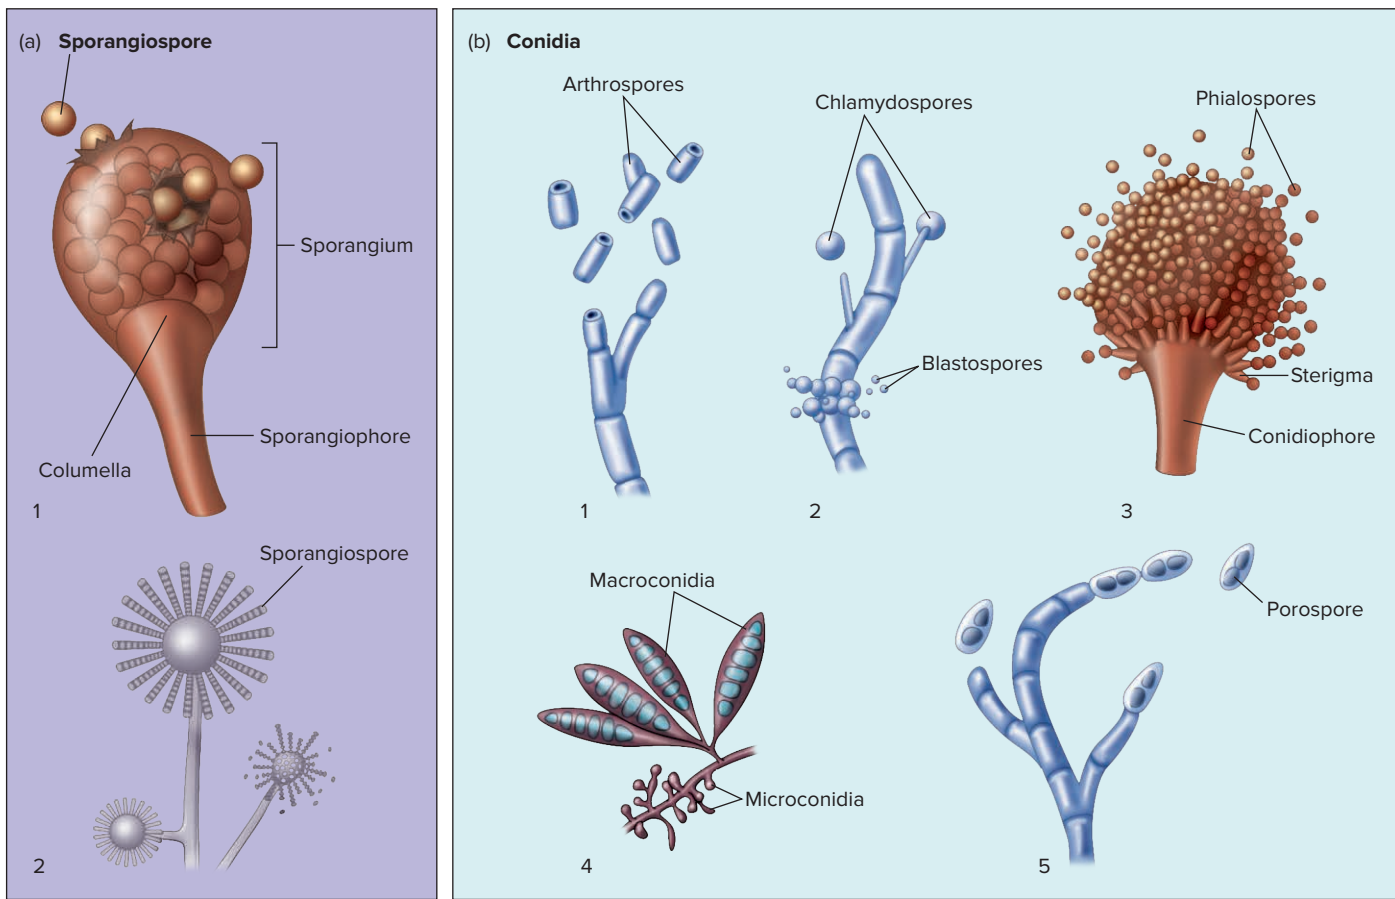 (a) Sporangiospore
Sporangium
Sporangiophore
Columella
1
Sporangiospore
2
(b) Conidia
Arthrospores
Chlamydospores
Phialospores
Blastospores
Sterigma
Conidiophore
1
2
3
Macroconidia
Porospore
Microconidia
4
5